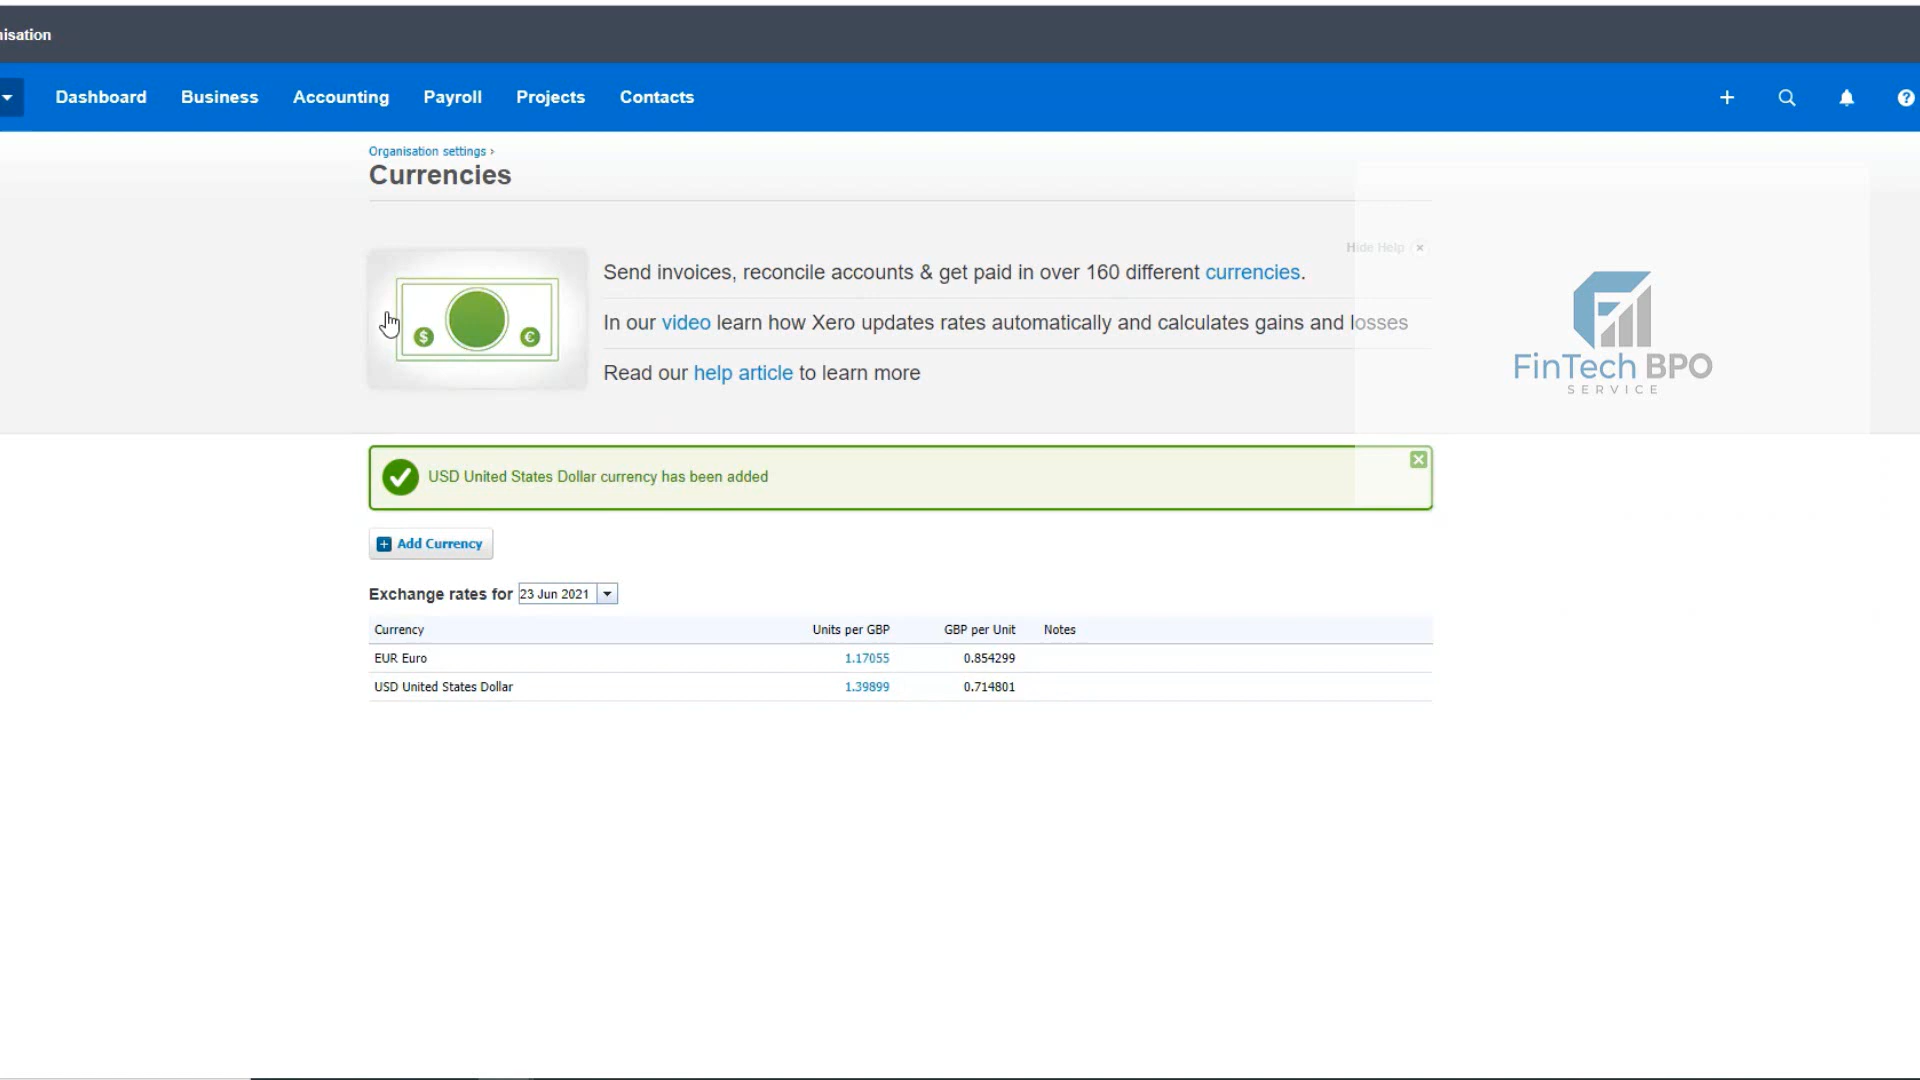 nisation
Dashboard Business Accounting Payroll Projects Contacts
Organisation settings ›
Currencies
Hide Help
Send invoices, reconcile accounts & get paid in over 160 different currencies.
In our video learn how Xero updates rates automatically and calculates gains and losses
Read our help article to learn more
FinTech BPO
SERVICE
USD United States Dollar currency has been added
Add Currency
Exchange rates for 23 Jun 2021
Currency Units per GBP GBP per Unit Notes
EUR Euro 1.17055 0.854299
USD United States Dollar 1.39899 0.714801